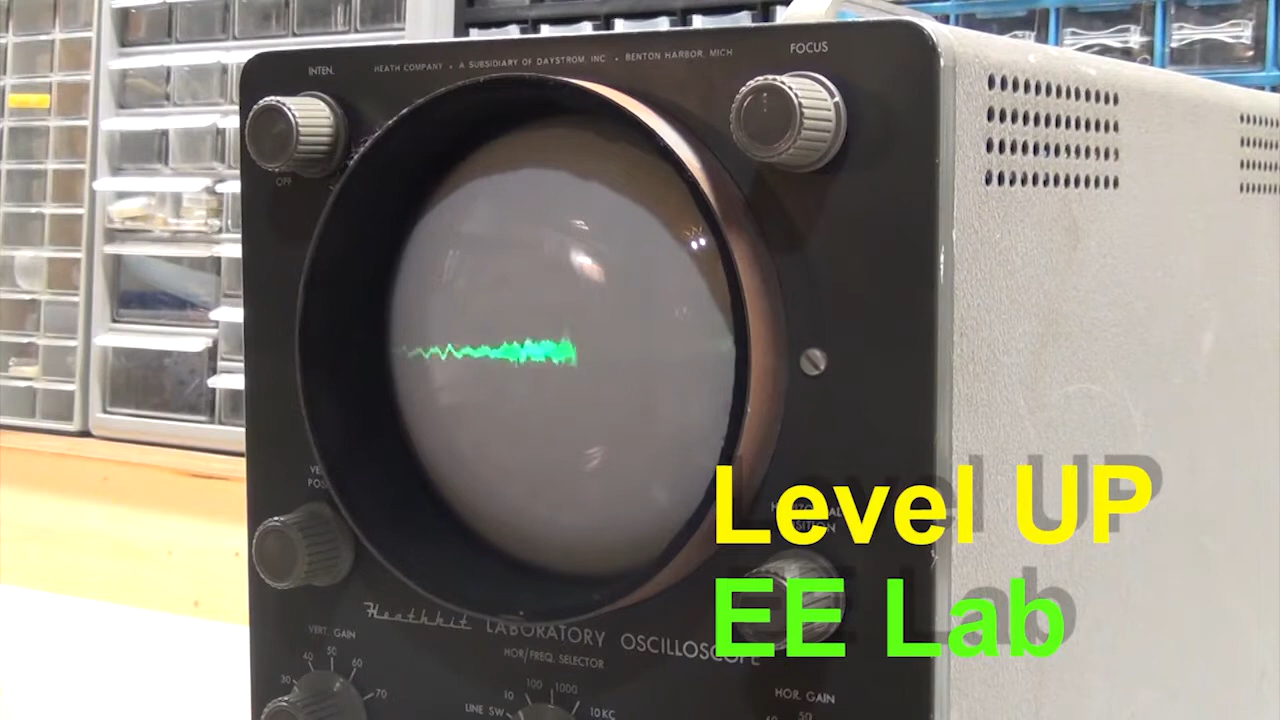 INTEN.
HEATH COMPANY • A SUBSIDIARY OF DAYSTROM, INC. • BENTON HARBOR, MICH
FOCUS
OFF
Level UP
EE Lab
Heathkit LABORATORY OSCILLOSCOPE
VERT. GAIN
30 40 50 60 70
HOR/FREQ. SELECTOR
LINE SW. 10 100 1000 10KC
HOR. GAIN
50